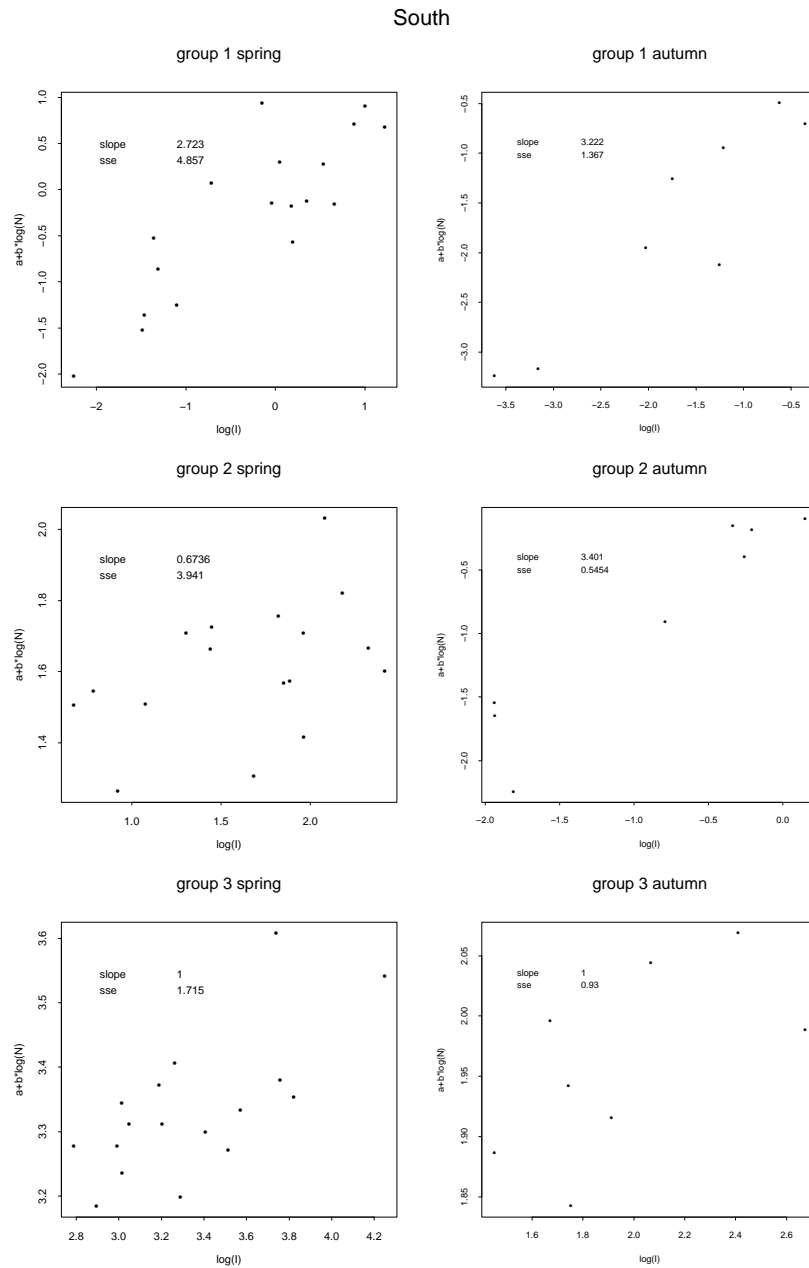 South
group 1 spring
group 1 autumn
slope 2.723
sse 4.857
a+b*log(N)
−2.0 −1.5 −1.0 −0.5 0.0 0.5 1.0
−2 −1 0 1
log(I)
slope 3.222
sse 1.367
a+b*log(N)
−3.0 −2.5 −2.0 −1.5 −1.0 −0.5
−3.5 −3.0 −2.5 −2.0 −1.5 −1.0 −0.5
log(I)
group 2 spring
group 2 autumn
slope 0.6736
sse 3.941
a+b*log(N)
1.4 1.6 1.8 2.0
1.0 1.5 2.0
log(I)
slope 3.401
sse 0.5454
a+b*log(N)
−2.0 −1.5 −1.0 −0.5
−2.0 −1.5 −1.0 −0.5 0.0
log(I)
group 3 spring
group 3 autumn
slope 1
sse 1.715
a+b*log(N)
3.2 3.3 3.4 3.5 3.6
2.8 3.0 3.2 3.4 3.6 3.8 4.0 4.2
log(I)
slope 1
sse 0.93
a+b*log(N)
1.85 1.90 1.95 2.00 2.05
1.6 1.8 2.0 2.2 2.4 2.6
log(I)